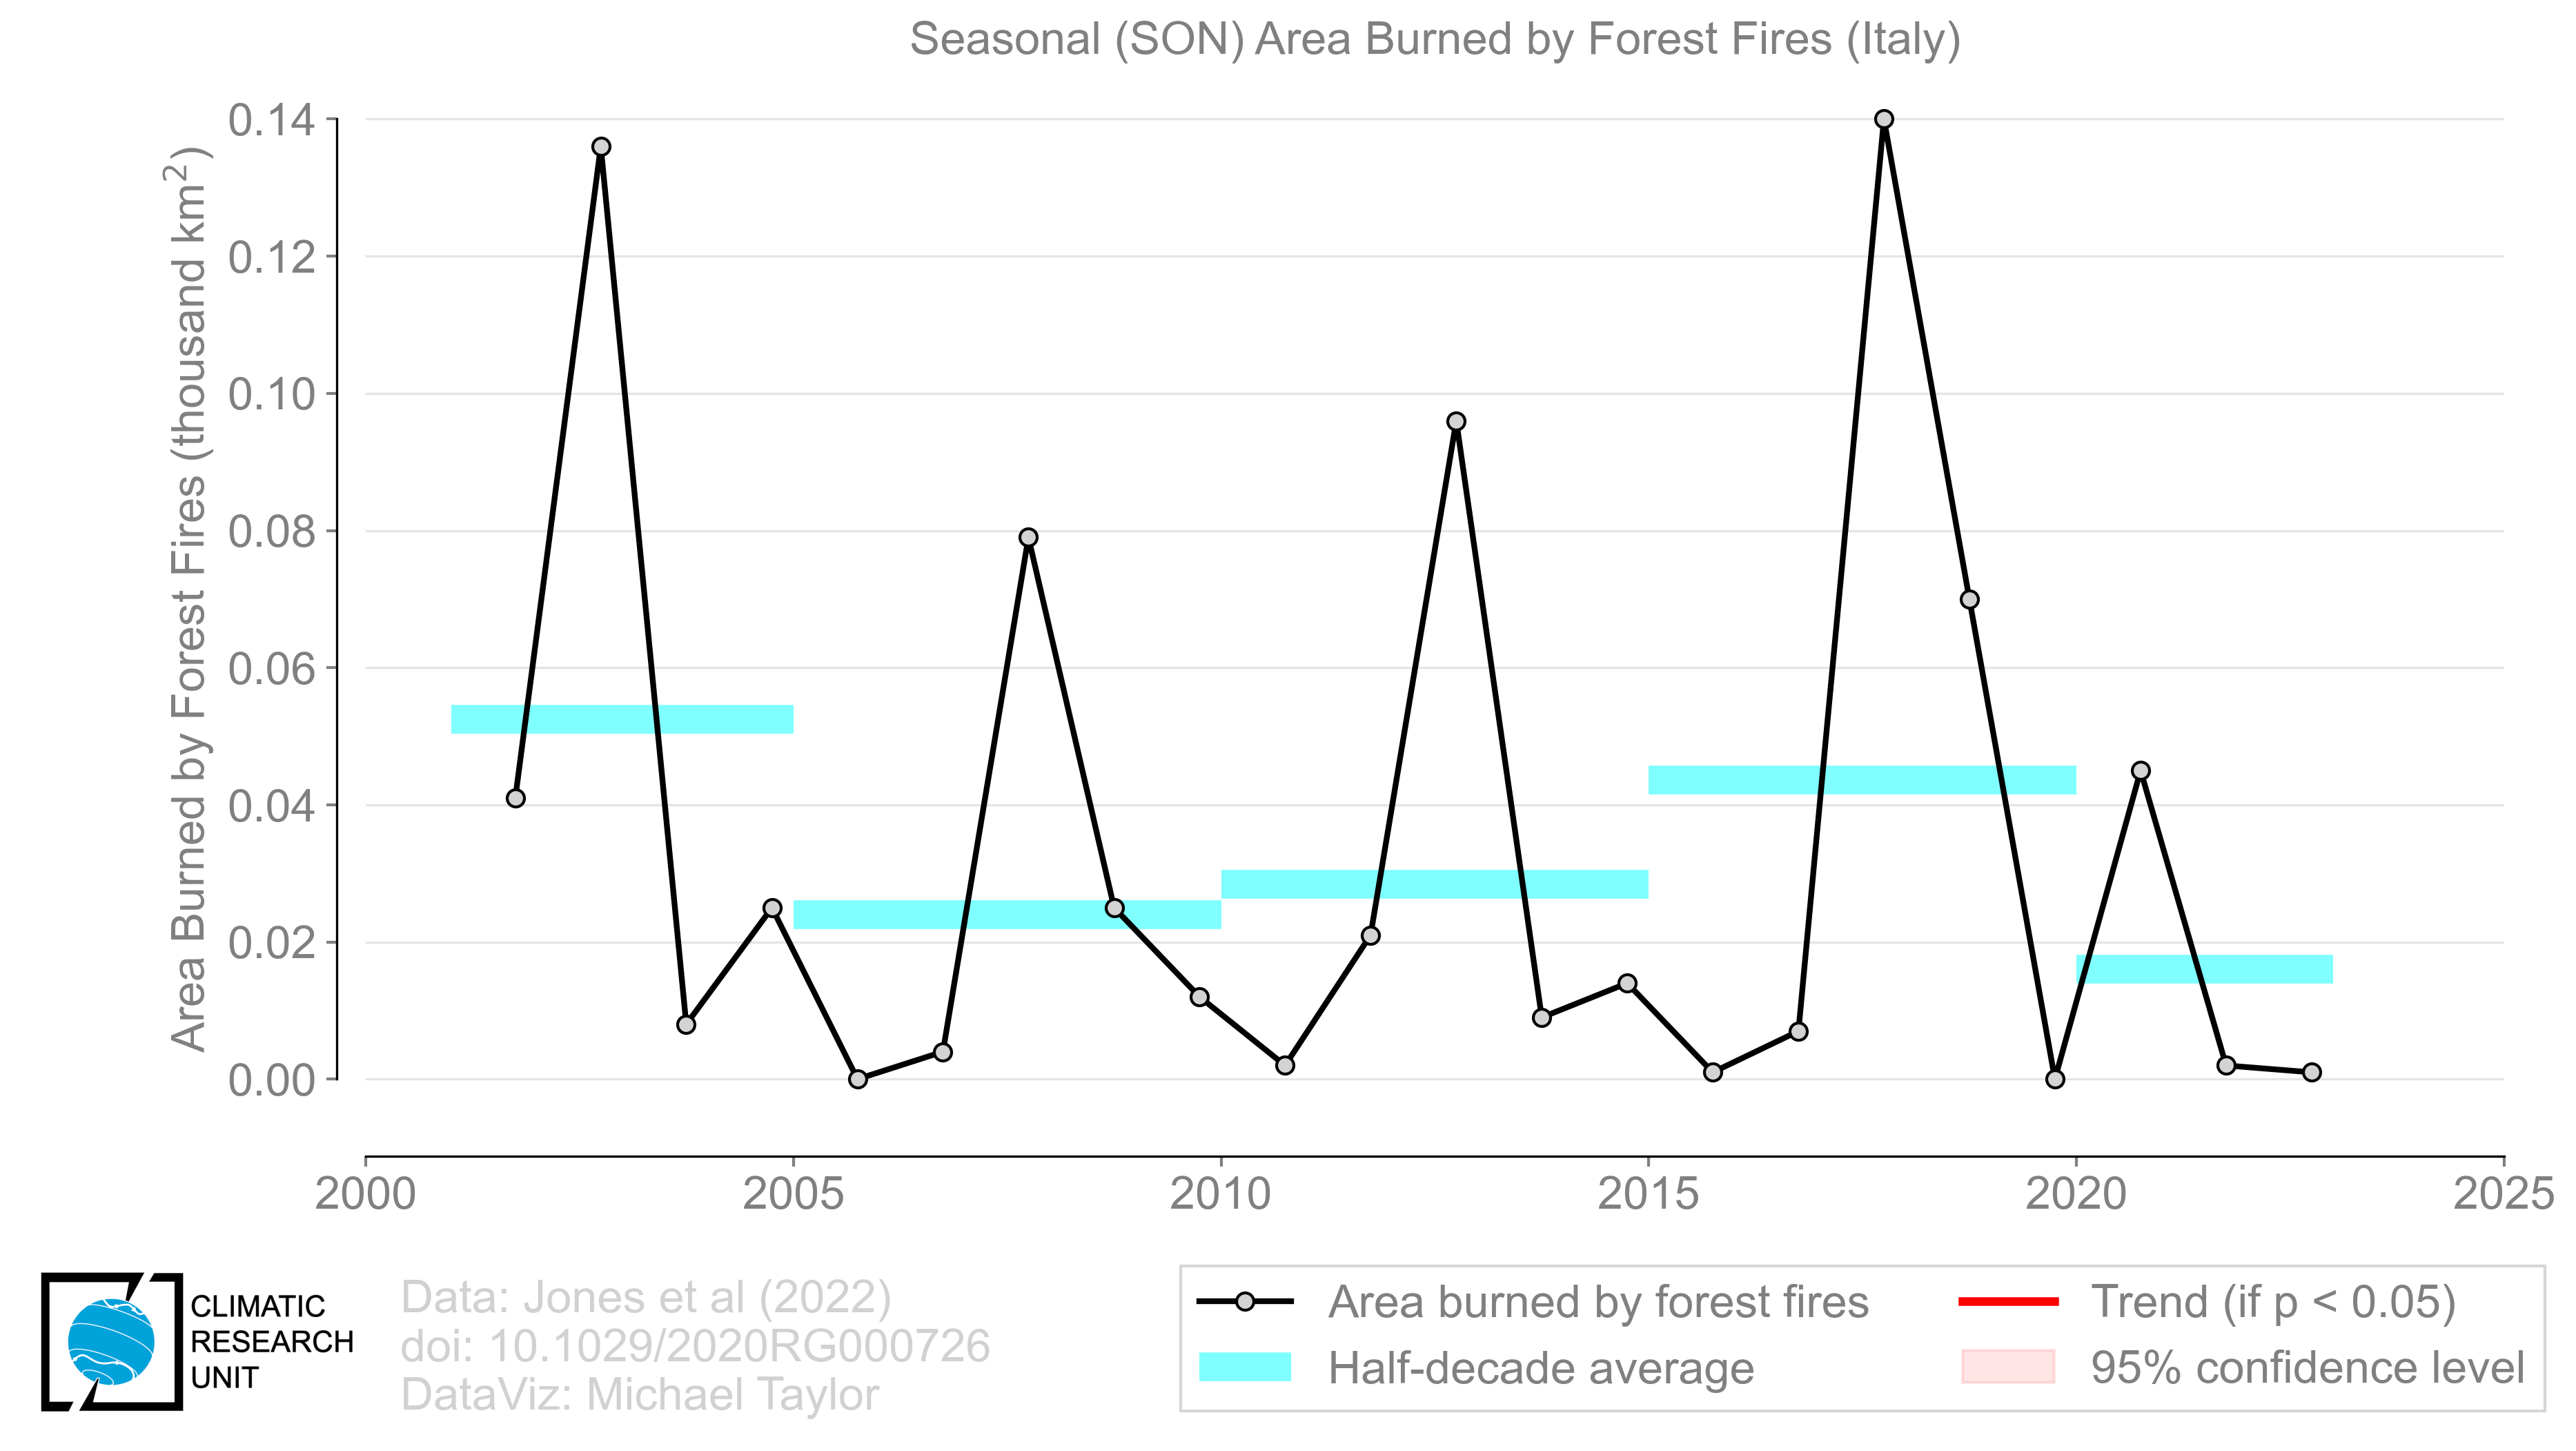 Seasonal (SON) Area Burned by Forest Fires (Italy)
Area Burned by Forest Fires (thousand km²)
0.14
0.12
0.10
0.08
0.06
0.04
0.02
0.00
2000 2005 2010 2015 2020 2025
CLIMATIC
RESEARCH
UNIT
Data: Jones et al (2022)
doi: 10.1029/2020RG000726
DataViz: Michael Taylor
Area burned by forest fires
Half-decade average
Trend (if p < 0.05)
95% confidence level